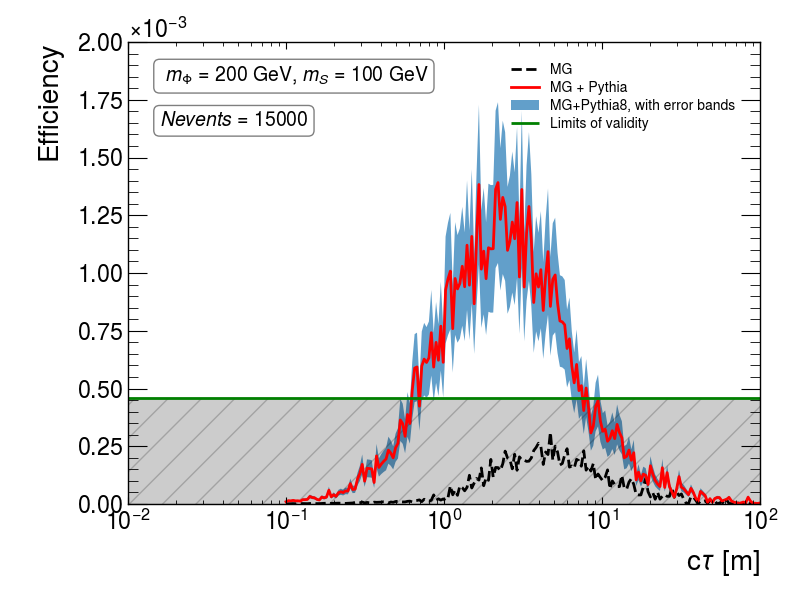 ×10⁻³
Efficiency
2.00
1.75
1.50
1.25
1.00
0.75
0.50
0.25
0.00
m_Φ = 200 GeV, m_S = 100 GeV
Nevents = 15000
MG
MG + Pythia
MG+Pythia8, with error bands
Limits of validity
10⁻² 10⁻¹ 10⁰ 10¹ 10²
cτ [m]